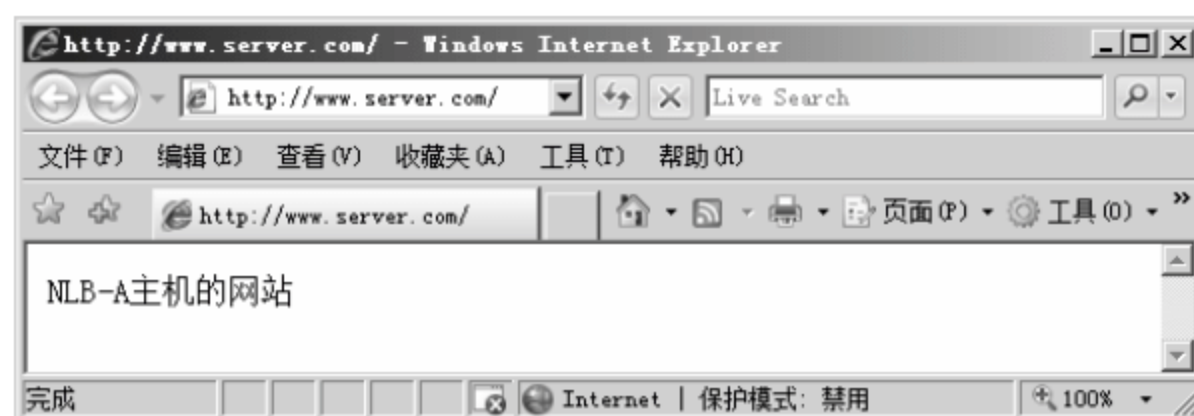 http://www.server.com/ - Windows Internet Explorer
http://www.server.com/ Live Search
文件(F) 编辑(E) 查看(V) 收藏夹(A) 工具(T) 帮助(H)
http://www.server.com/ 页面(P) 工具(O) »
NLB-A主机的网站
完成 Internet | 保护模式: 禁用 100%